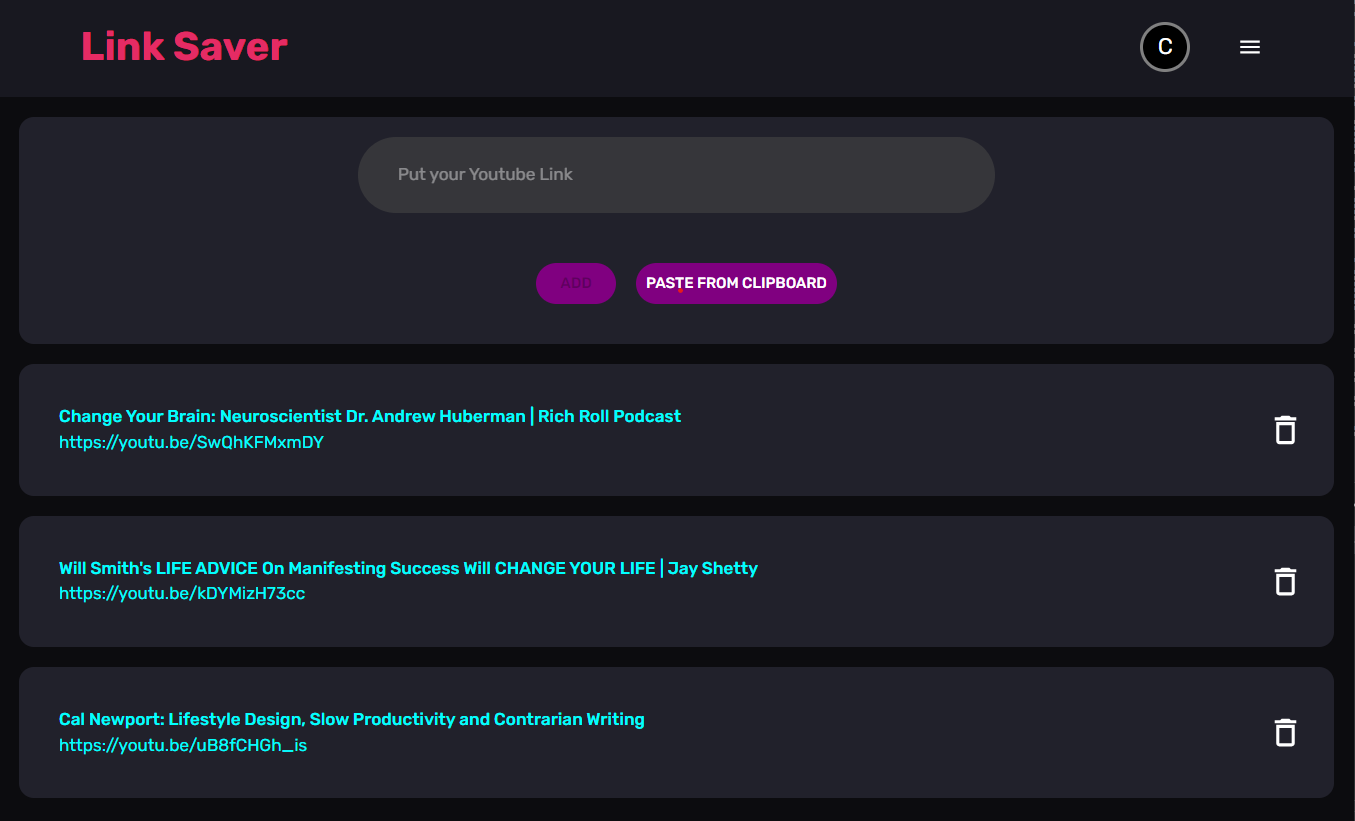 Link Saver
C
Put your Youtube Link
ADD
PASTE FROM CLIPBOARD
Change Your Brain: Neuroscientist Dr. Andrew Huberman | Rich Roll Podcast
https://youtu.be/SwQhKFMxmDY
Will Smith's LIFE ADVICE On Manifesting Success Will CHANGE YOUR LIFE | Jay Shetty
https://youtu.be/kDYMizH73cc
Cal Newport: Lifestyle Design, Slow Productivity and Contrarian Writing
https://youtu.be/uB8fCHGh_is